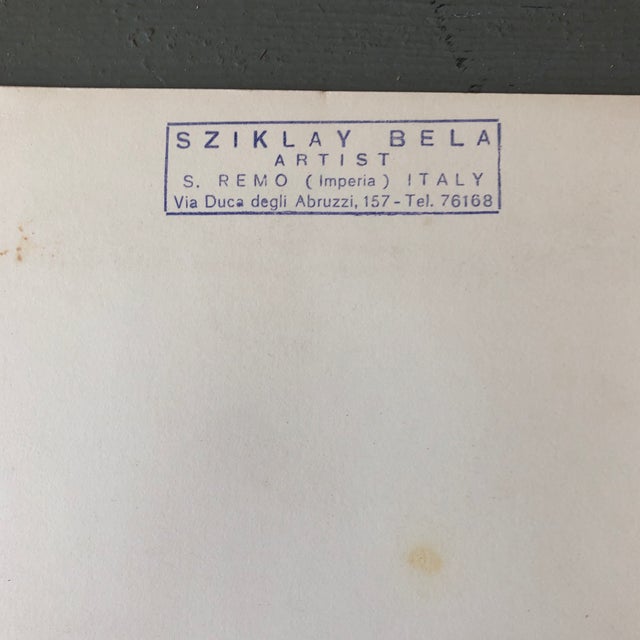 SZIKLAY BELA
ARTIST
S. REMO (Imperia) ITALY
Via Duca degli Abruzzi, 157 - Tel. 76168